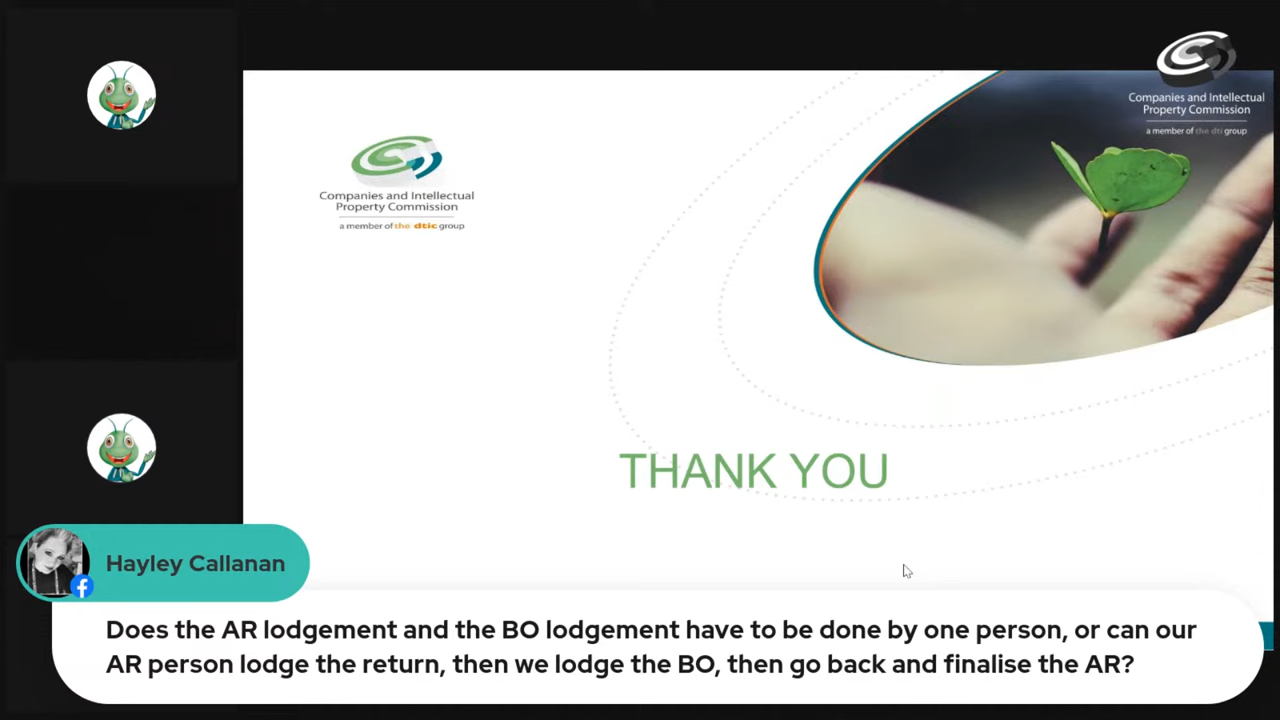 Companies and Intellectual
Property Commission
a member of the dti group
Companies and Intellectual
Property Commission
a member of the dtic group
THANK YOU
Hayley Callanan
Does the AR lodgement and the BO lodgement have to be done by one person, or can our
AR person lodge the return, then we lodge the BO, then go back and finalise the AR?